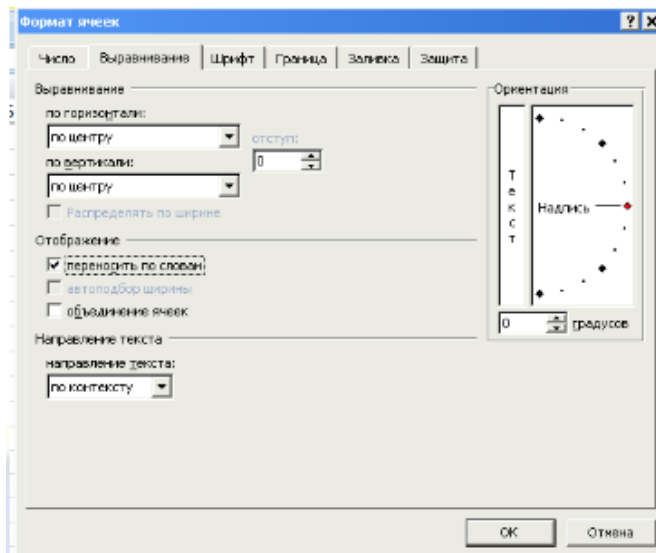 Формат ячеек
Число Выравнивание Шрифт Граница Заливка Защита
Выравнивание
по горизонтали:
по центру
отступ:
0
по вертикали:
по центру
Распределять по ширине
Отображение
переносить по словам
автоподбор ширины
объединение ячеек
Направление текста
направление текста:
по контексту
Ориентация
Текст
Надпись
0 градусов
ОК Отмена